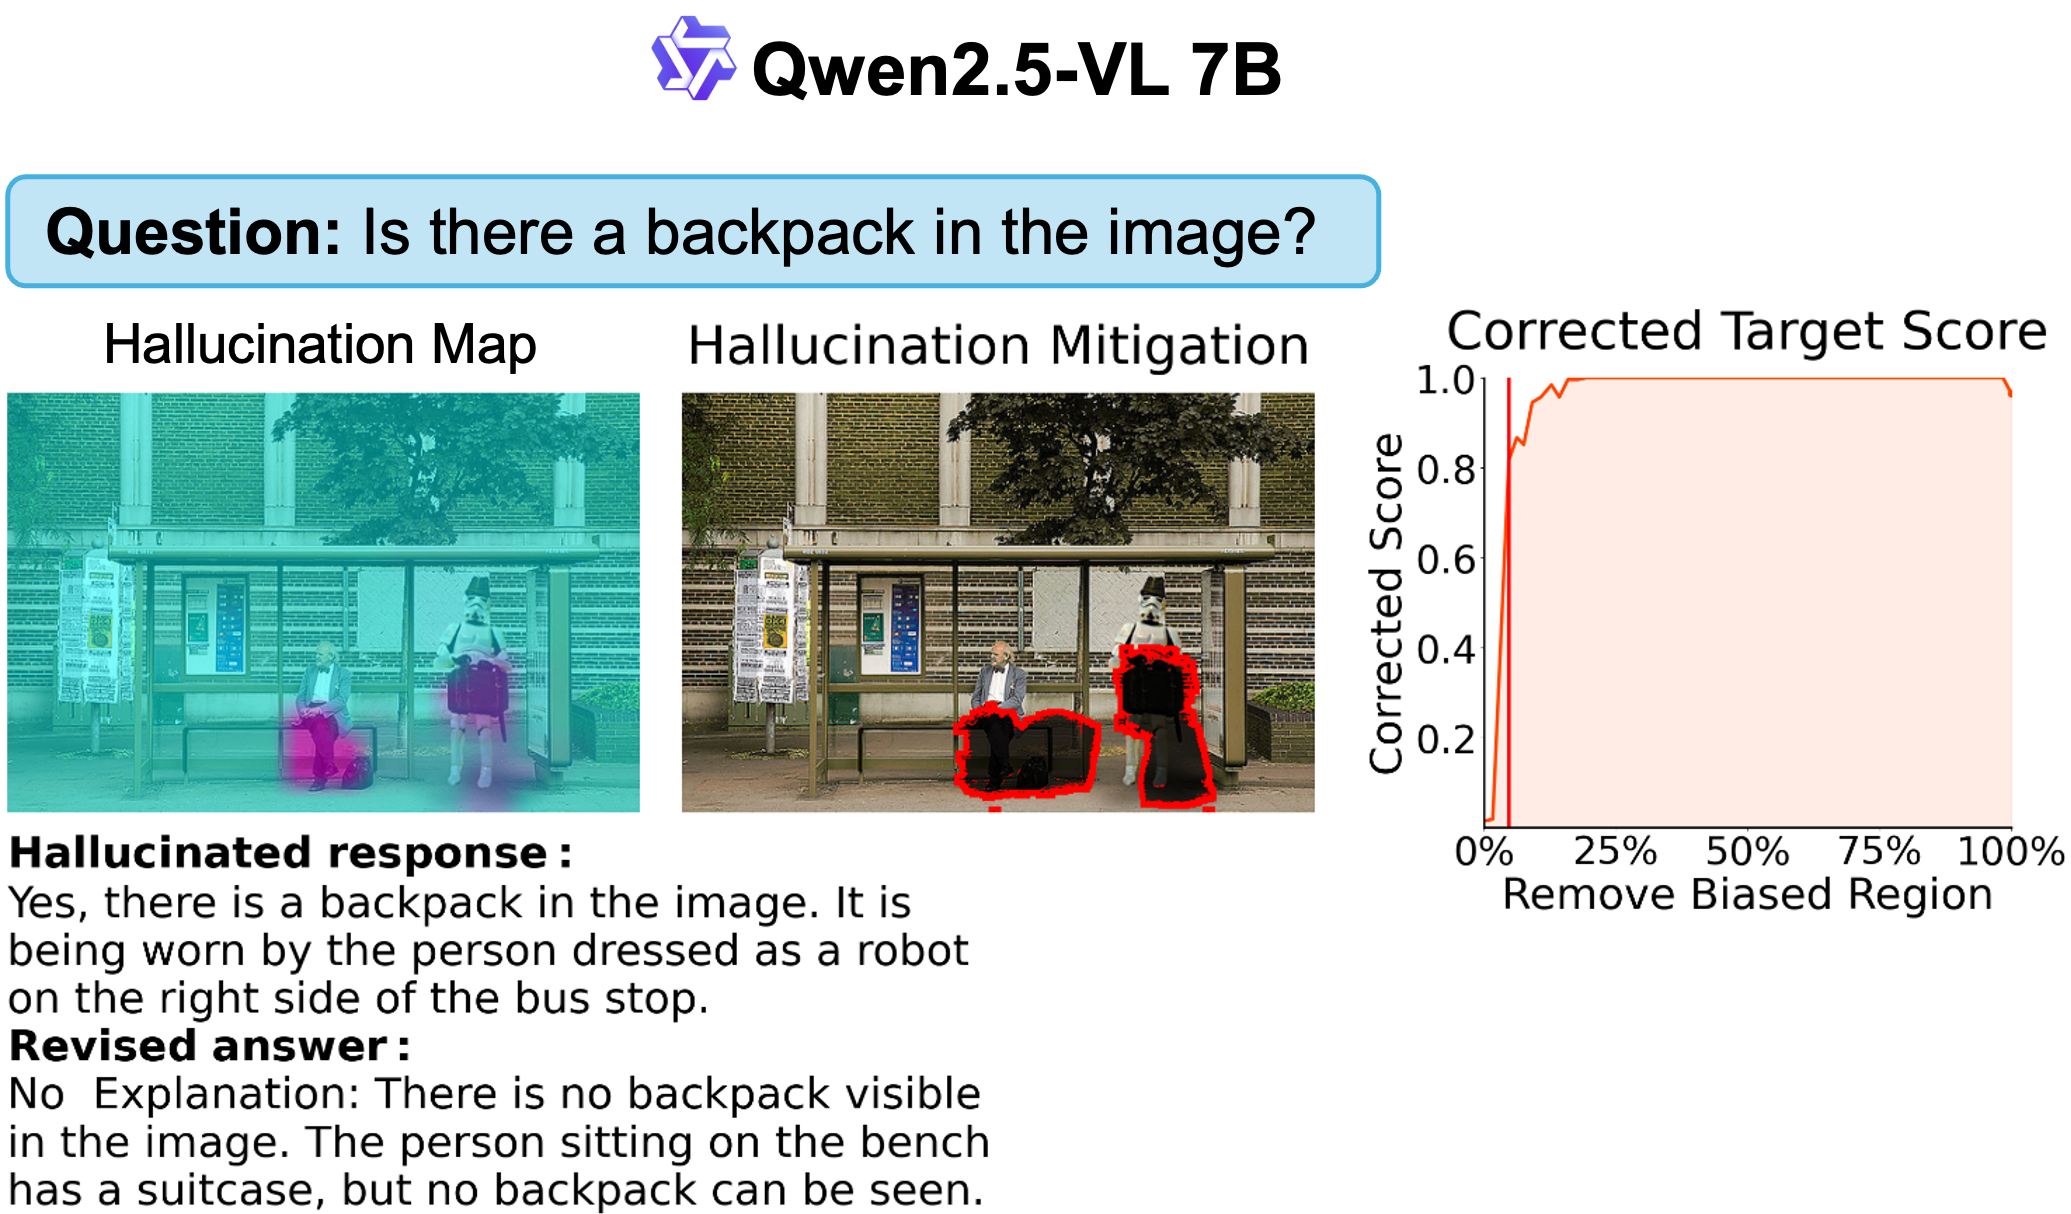 Qwen2.5-VL 7B
Question: Is there a backpack in the image?
Hallucination Map
Hallucination Mitigation
Corrected Target Score
Hallucinated response:
Yes, there is a backpack in the image. It is
being worn by the person dressed as a robot
on the right side of the bus stop.
Revised answer:
No  Explanation: There is no backpack visible
in the image. The person sitting on the bench
has a suitcase, but no backpack can be seen.
Corrected Score
1.0
0.8
0.6
0.4
0.2
0% 25% 50% 75% 100%
Remove Biased Region